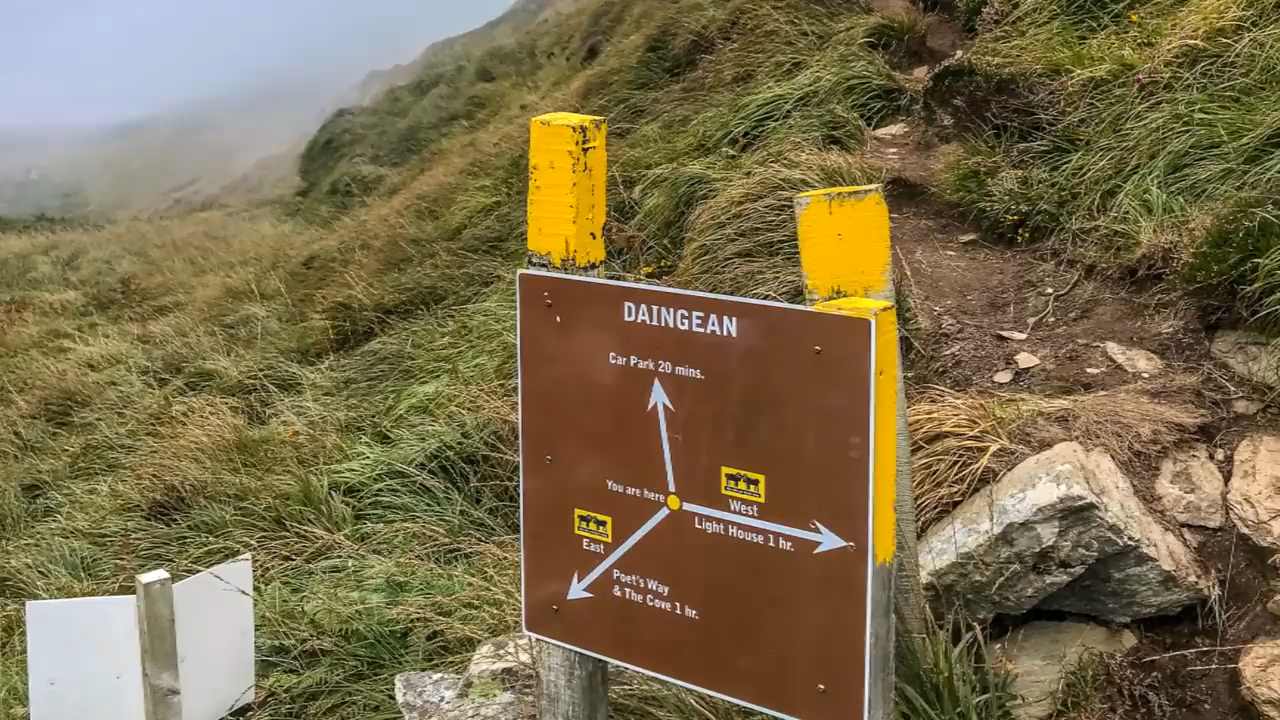 DAINGEAN
Car Park 20 mins.
You are here
West
Light House 1 hr.
East
Poet's Way
& The Cove 1 hr.